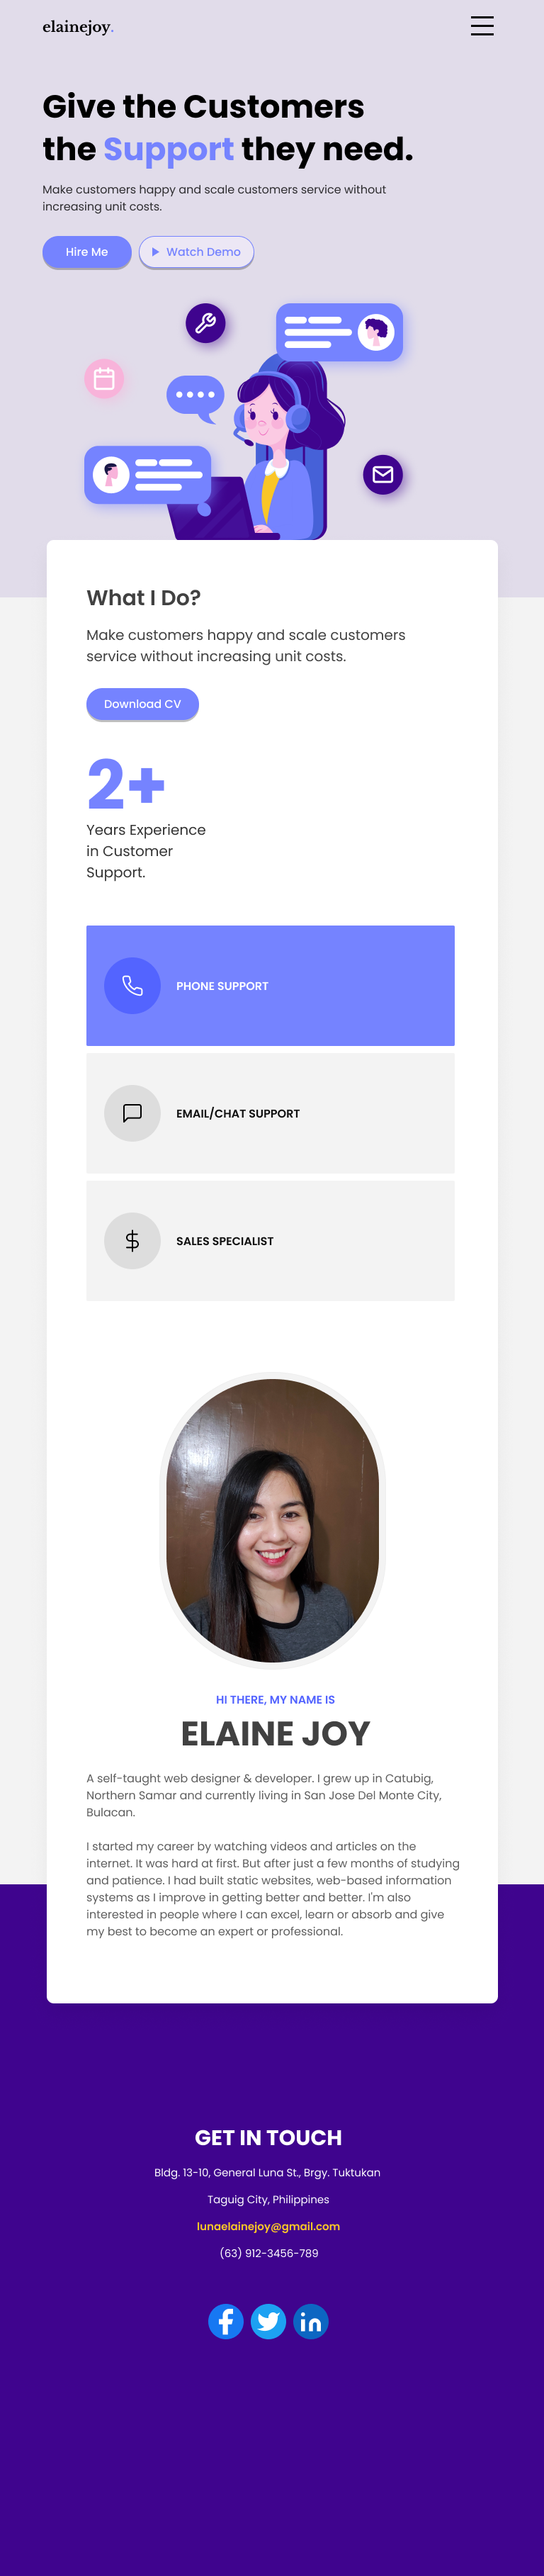 elainejoy.
Give the Customers
the Support they need.
Make customers happy and scale customers service without
increasing unit costs.
Hire Me
Watch Demo
What I Do?
Make customers happy and scale customers
service without increasing unit costs.
Download CV
2+
Years Experience
in Customer
Support.
PHONE SUPPORT
EMAIL/CHAT SUPPORT
SALES SPECIALIST
HI THERE, MY NAME IS
ELAINE JOY
A self-taught web designer & developer. I grew up in Catubig,
Northern Samar and currently living in San Jose Del Monte City,
Bulacan.
I started my career by watching videos and articles on the
internet. It was hard at first. But after just a few months of studying
and patience. I had built static websites, web-based information
systems as I improve in getting better and better. I'm also
interested in people where I can excel, learn or absorb and give
my best to become an expert or professional.
GET IN TOUCH
Bldg. 13-10, General Luna St., Brgy. Tuktukan
Taguig City, Philippines
lunaelainejoy@gmail.com
(63) 912-3456-789